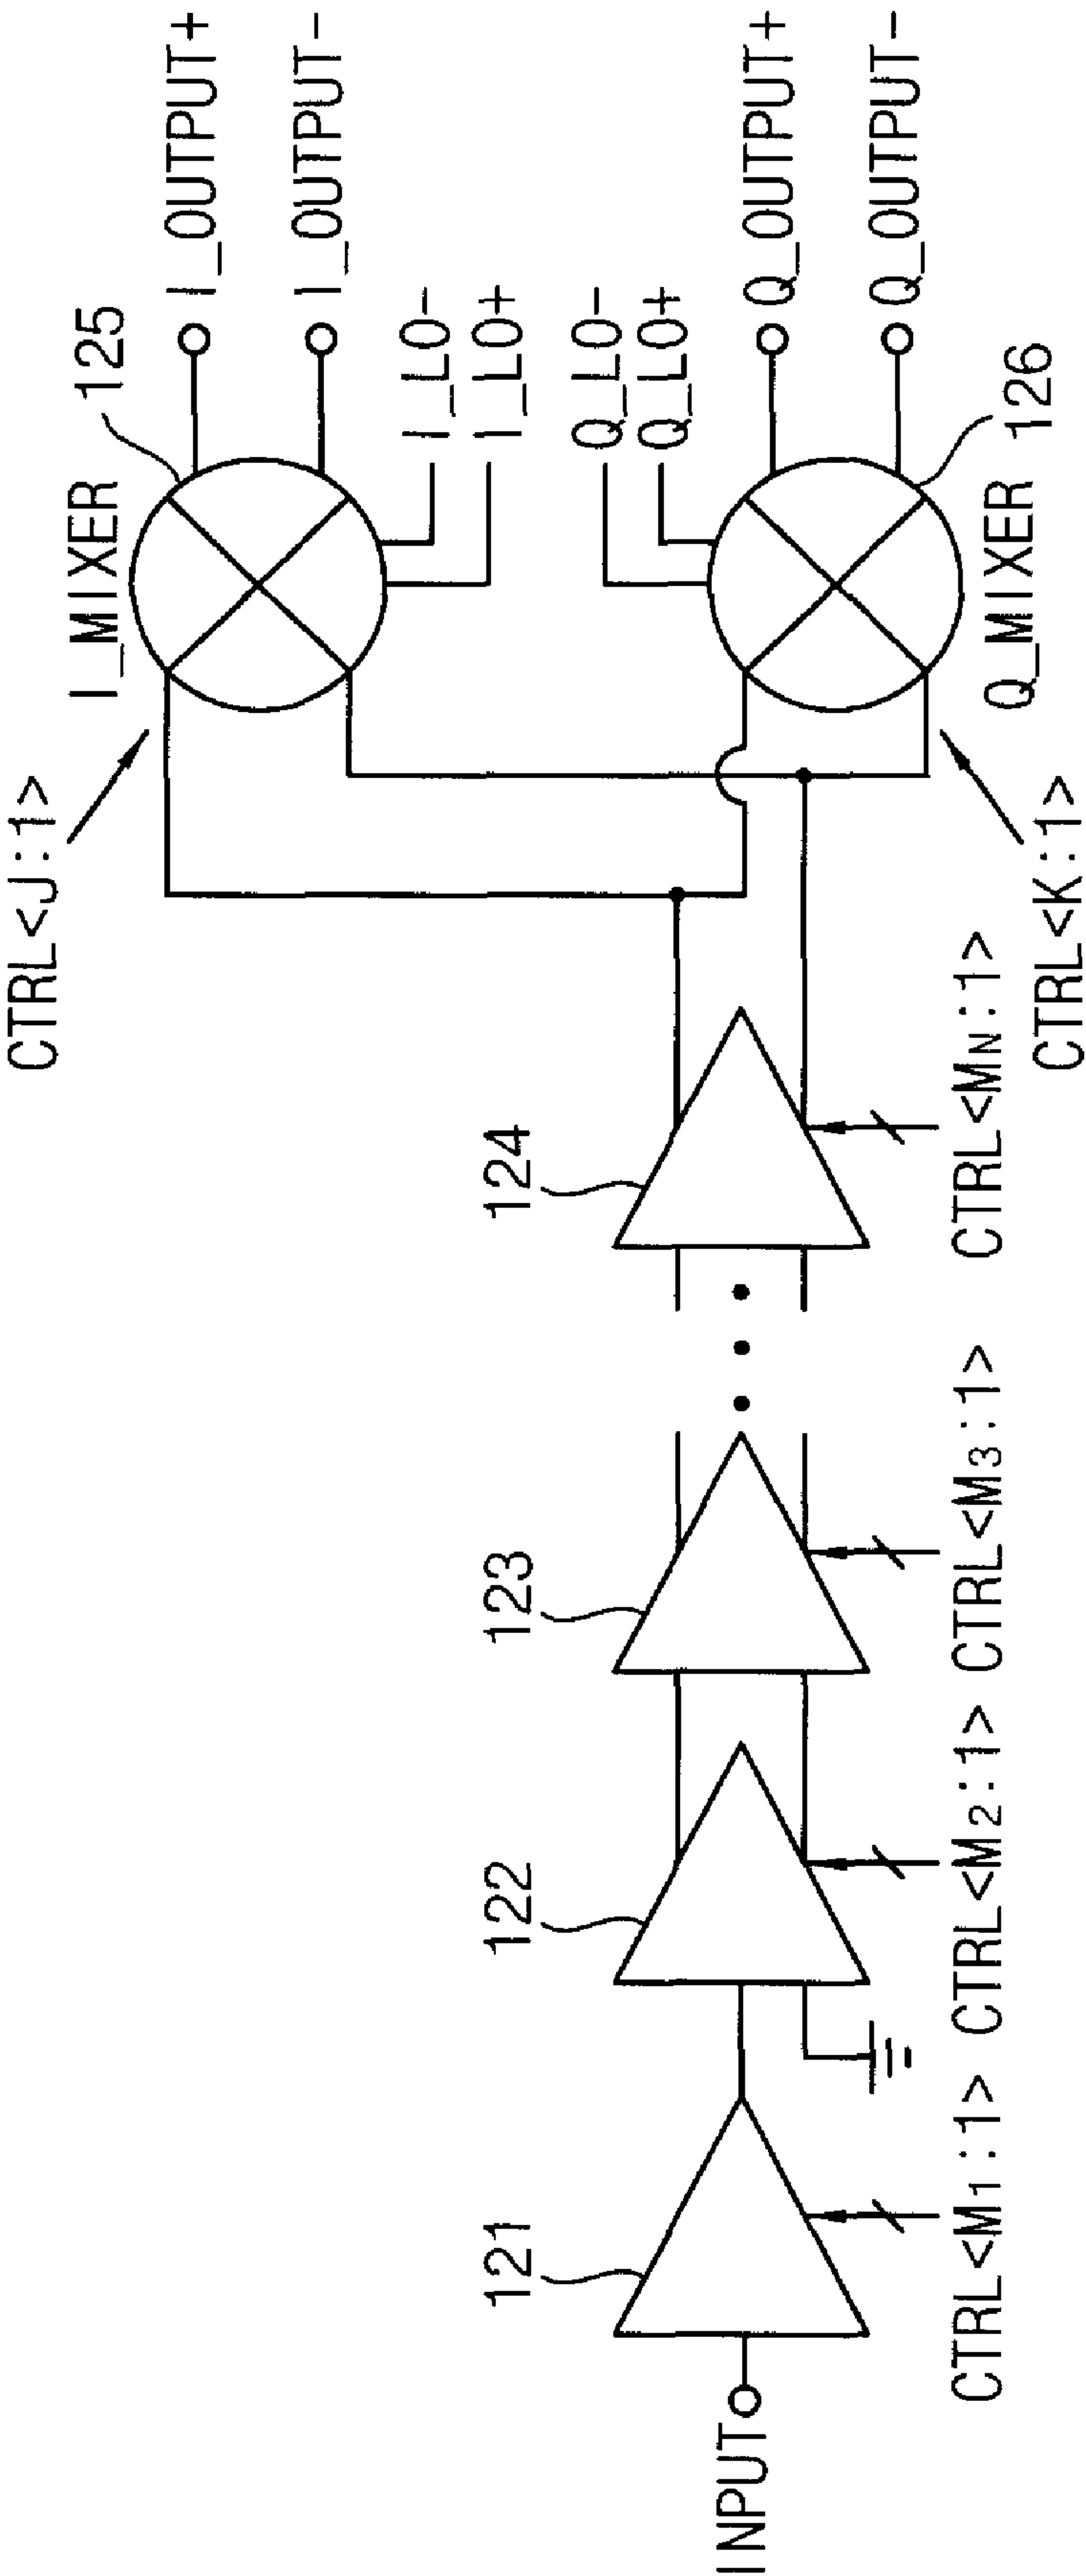 INPUT
121
CTRL<M1:1>
122
CTRL<M2:1>
123
CTRL<M3:1>
124
CTRL<MN:1>
CTRL<J:1>
I_MIXER
125
I_OUTPUT+
I_OUTPUT-
I_LO-
I_LO+
Q_LO-
Q_LO+
Q_OUTPUT+
Q_OUTPUT-
Q_MIXER
126
CTRL<K:1>